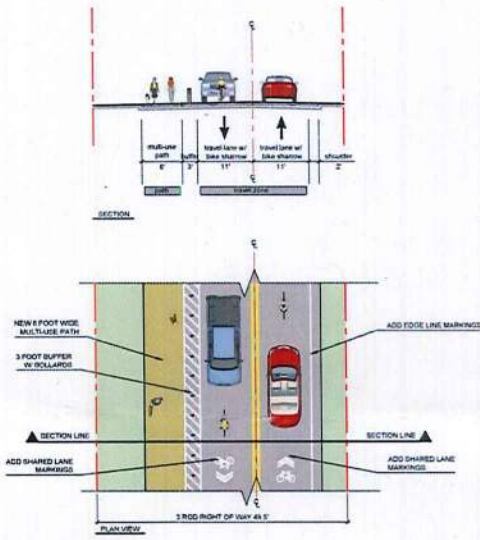 ℄
multi-use
path
8'
buffer
3'
travel lane w/
bike sharrow
11'
travel lane w/
bike sharrow
11'
shoulder
2'
path
travel zone
℄
SECTION
℄
NEW 8 FOOT WIDE
MULTI-USE PATH
3 FOOT BUFFER
W/ BOLLARDS
ADD EDGE LINE MARKINGS
SECTION LINE
SECTION LINE
ADD SHARED LANE
MARKINGS
ADD SHARED LANE
MARKINGS
3 ROD RIGHT OF WAY 49.5'
PLAN VIEW
℄